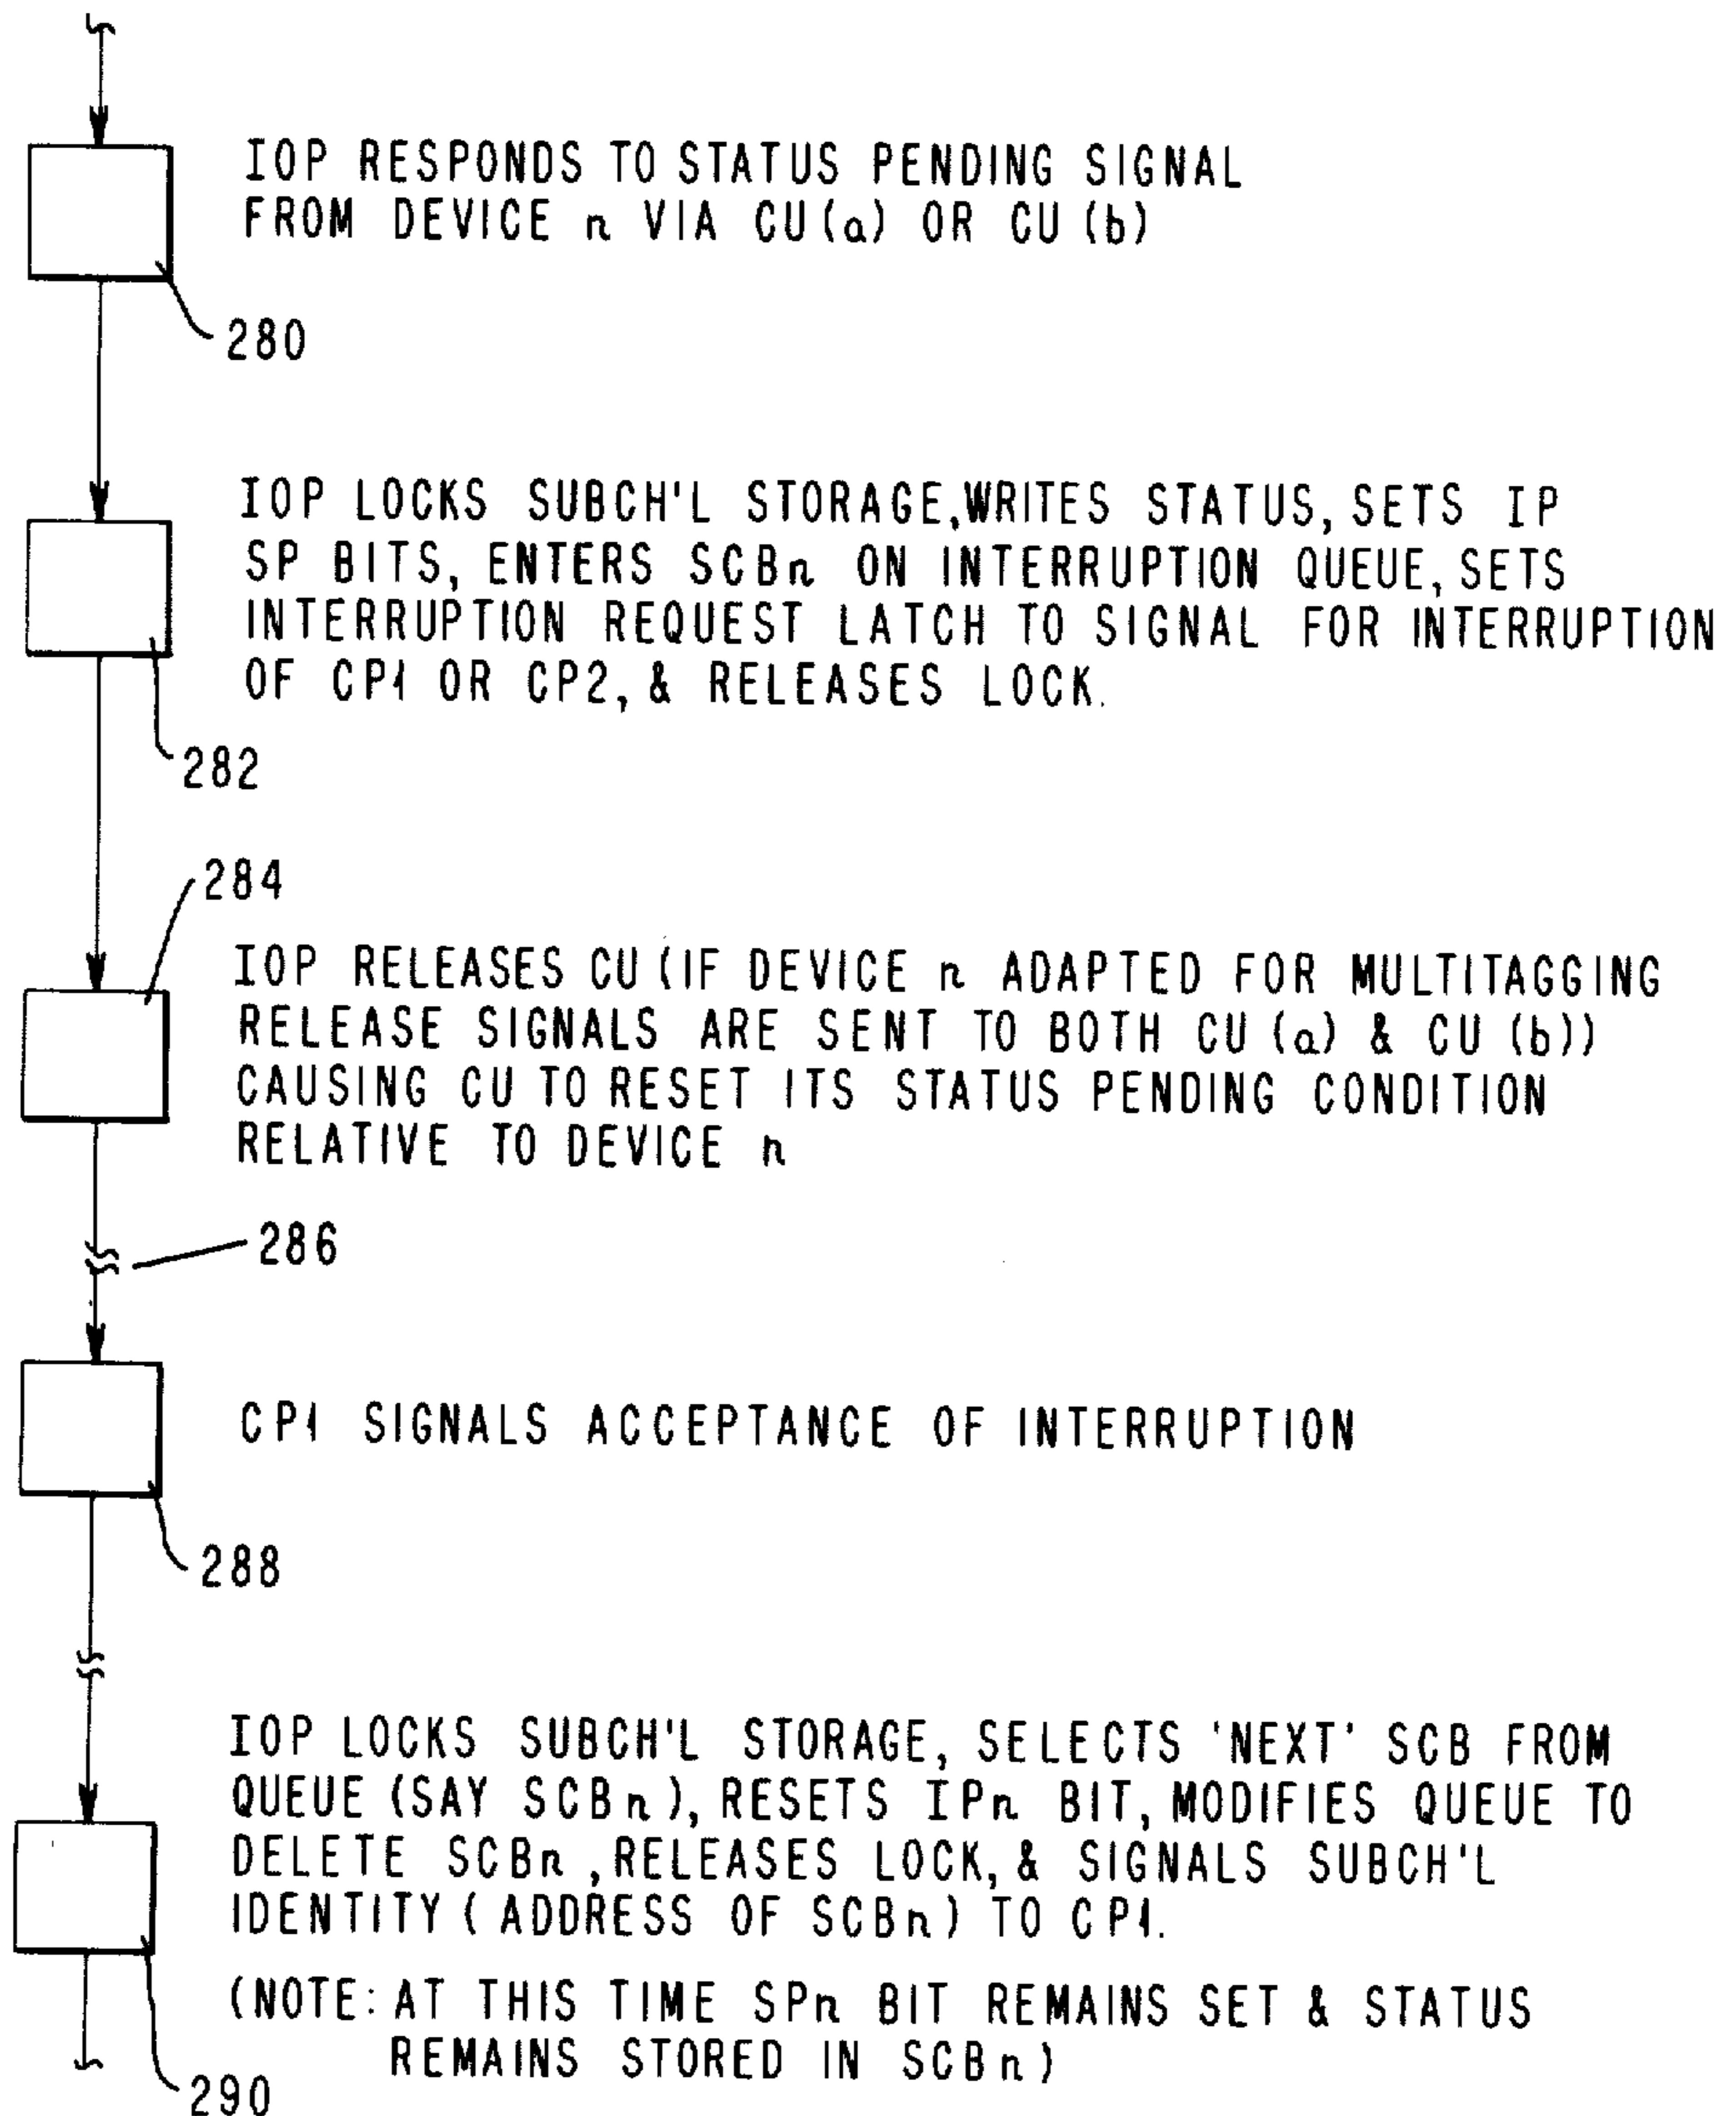 IOP RESPONDS TO STATUS PENDING SIGNAL
FROM DEVICE n VIA CU(a) OR CU(b)
280
IOP LOCKS SUBCH'L STORAGE, WRITES STATUS, SETS IP
SP BITS, ENTERS SCBn ON INTERRUPTION QUEUE, SETS
INTERRUPTION REQUEST LATCH TO SIGNAL FOR INTERRUPTION
OF CP1 OR CP2, & RELEASES LOCK.
282
284
IOP RELEASES CU (IF DEVICE n ADAPTED FOR MULTITAGGING
RELEASE SIGNALS ARE SENT TO BOTH CU (a) & CU (b))
CAUSING CU TO RESET ITS STATUS PENDING CONDITION
RELATIVE TO DEVICE n
286
CP1 SIGNALS ACCEPTANCE OF INTERRUPTION
288
IOP LOCKS SUBCH'L STORAGE, SELECTS 'NEXT' SCB FROM
QUEUE (SAY SCBn), RESETS IPn BIT, MODIFIES QUEUE TO
DELETE SCBn, RELEASES LOCK, & SIGNALS SUBCH'L
IDENTITY (ADDRESS OF SCBn) TO CP1.
(NOTE: AT THIS TIME SPn BIT REMAINS SET & STATUS
REMAINS STORED IN SCBn)
290